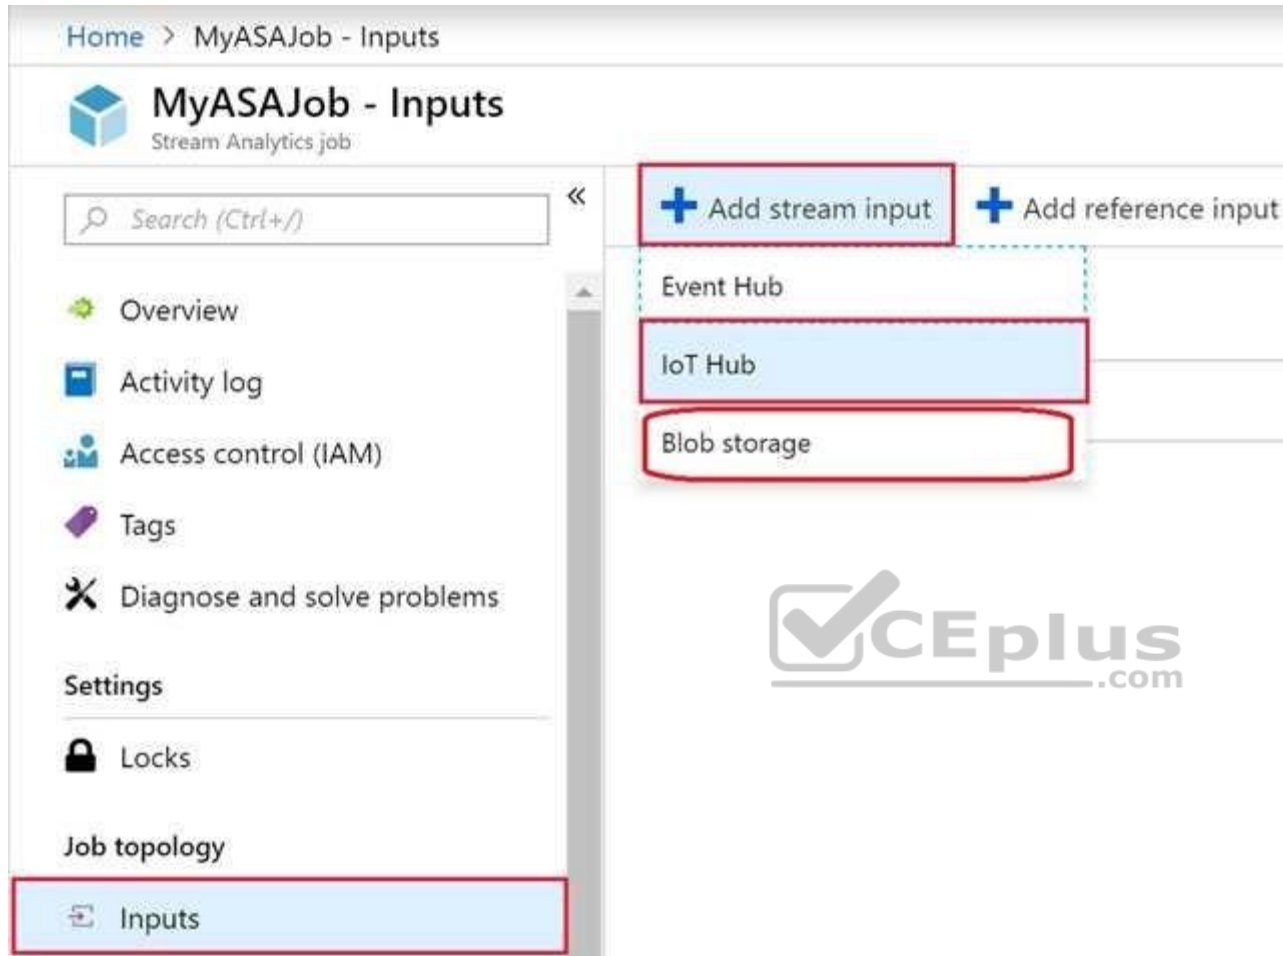 Home > MyASAJob - Inputs
MyASAJob - Inputs
Stream Analytics job
Search (Ctrl+/)
«
Add stream input
Add reference input
Event Hub
IoT Hub
Blob storage
Overview
Activity log
Access control (IAM)
Tags
Diagnose and solve problems
Settings
Locks
Job topology
Inputs
CEplus
.com